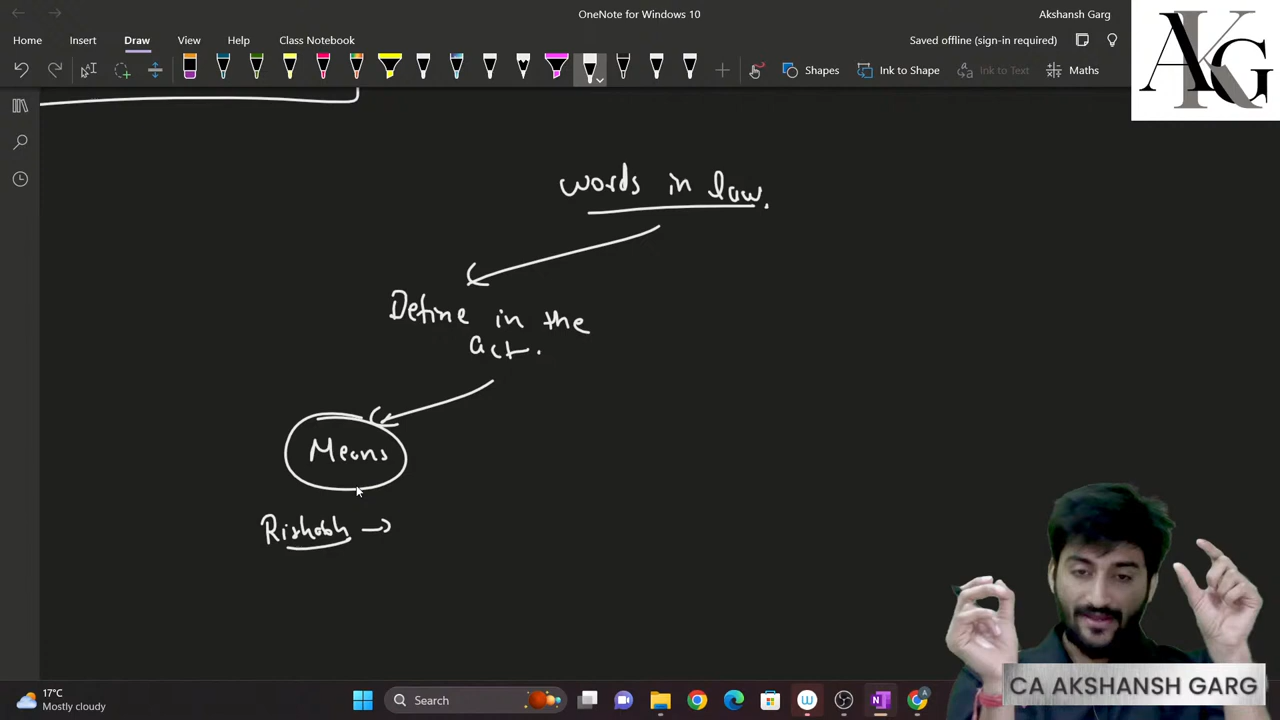 OneNote for Windows 10
Akshansh Garg
Home Insert Draw View Help Class Notebook
Saved offline (sign-in required)
Shapes Ink to Shape Ink to Text Maths
AKG
words in law.
Define in the
act.
Means
Rishabh →
CA AKSHANSH GARG
17°C
Mostly cloudy
Search